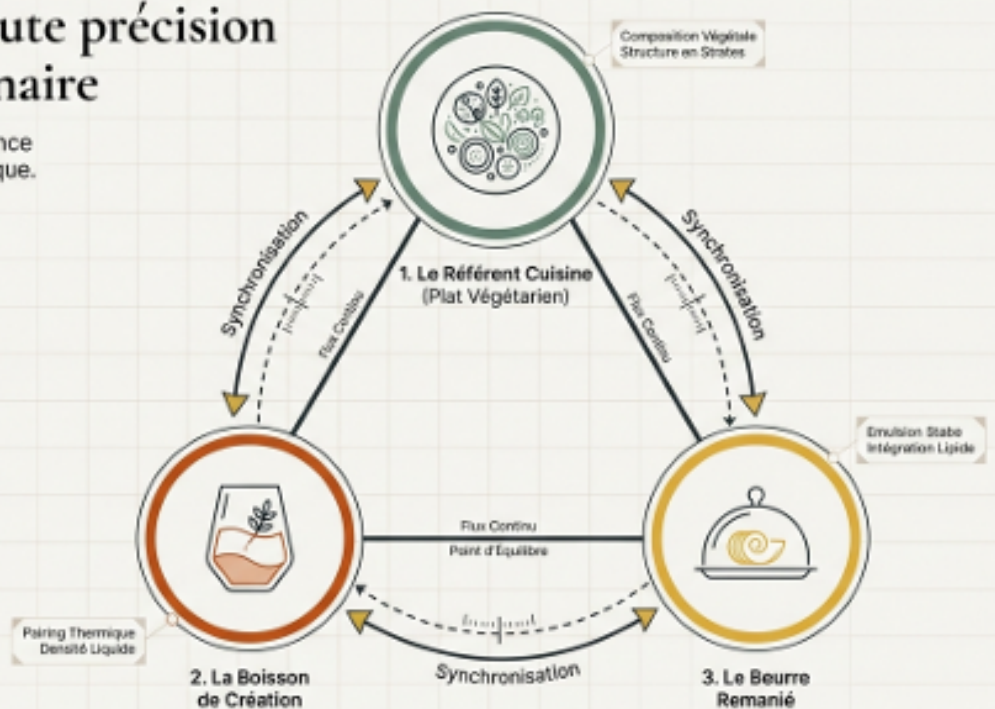 ute précision
naire
nce
que.
Composition Végétale
Structure en Strates
Synchronisation
Flux Continu
1. Le Référent Cuisine
(Plat Végétarien)
Flux Continu
Synchronisation
Emulsion Stabe
Intégration Lipide
Flux Continu
Point d'Équilibre
Pairing Thermique
Densité Liquide
Synchronisation
2. La Boisson
de Création
3. Le Beurre
Remanié